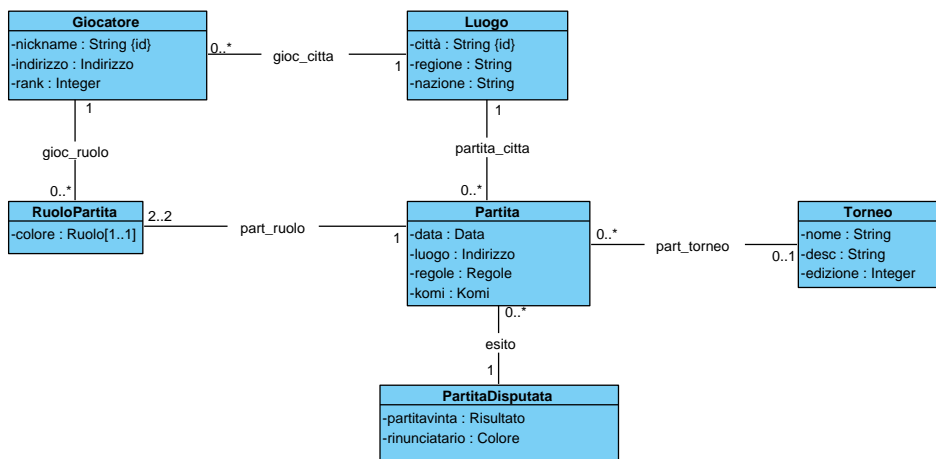 Giocatore
-nickname : String {id}
-indirizzo : Indirizzo
-rank : Integer
0..*
gioc_citta
1
Luogo
-città : String {id}
-regione : String
-nazione : String
1
gioc_ruolo
0..*
1
partita_citta
0..*
RuoloPartita
-colore : Ruolo[1..1]
2..2
part_ruolo
1
Partita
-data : Data
-luogo : Indirizzo
-regole : Regole
-komi : Komi
0..*
part_torneo
0..1
Torneo
-nome : String
-desc : String
-edizione : Integer
0..*
esito
1
PartitaDisputata
-partitavinta : Risultato
-rinunciatario : Colore